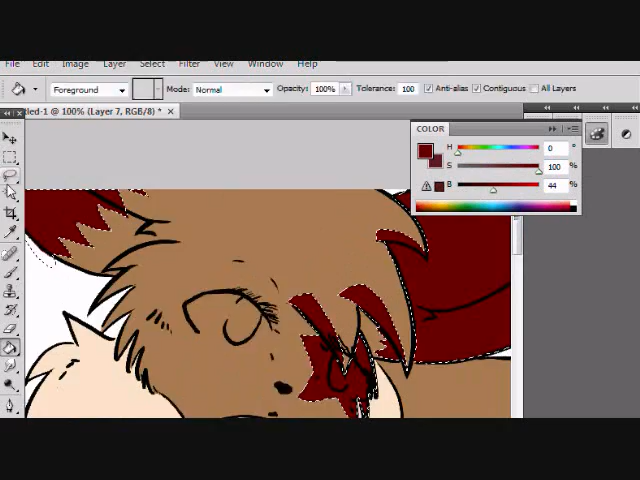 File Edit Image Layer Select Filter View Window Help
Foreground Mode: Normal Opacity: 100% Tolerance: 100 Anti-alias Contiguous All Layers
led-1 @ 100% (Layer 7, RGB/8) *
COLOR
H 0 °
S 100 %
B 44 %